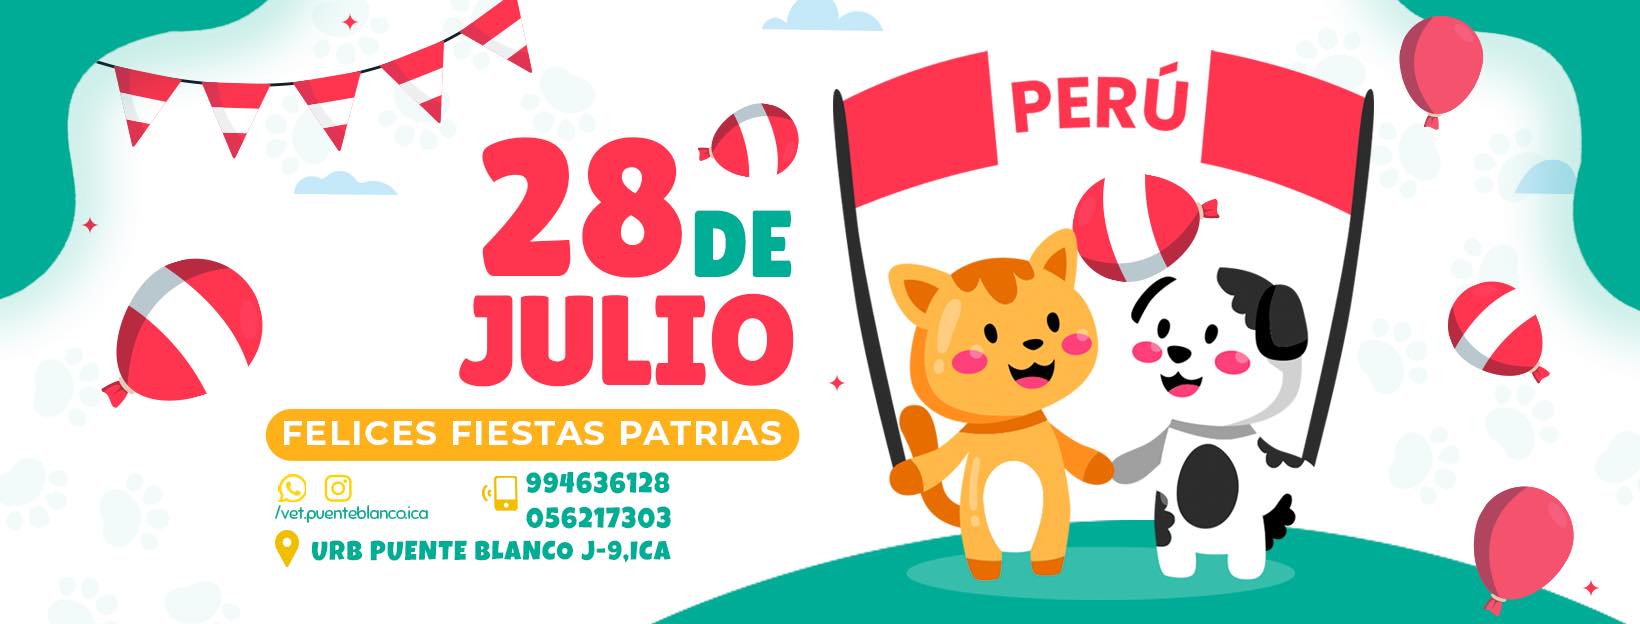 PERÚ
28 DE
JULIO
FELICES FIESTAS PATRIAS
/vet.puenteblanco.ica
994636128
056217303
URB PUENTE BLANCO J-9,ICA